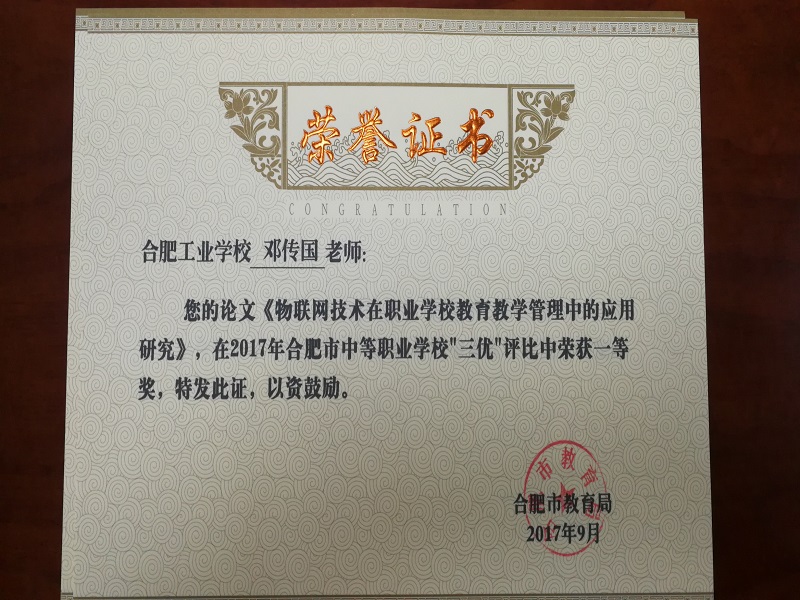 荣誉证书
CONGRATULATION
合肥工业学校 邓传国 老师:
您的论文《物联网技术在职业学校教育教学管理中的应用
研究》，在2017年合肥市中等职业学校"三优"评比中荣获一等
奖，特发此证，以资鼓励。
市教育局
合肥市教育局
2017年9月